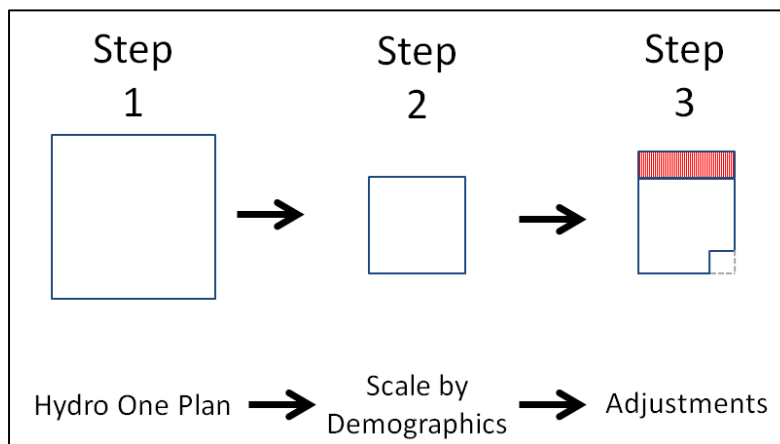 Step
1
Step
2
Step
3
Hydro One Plan
Scale by
Demographics
Adjustments